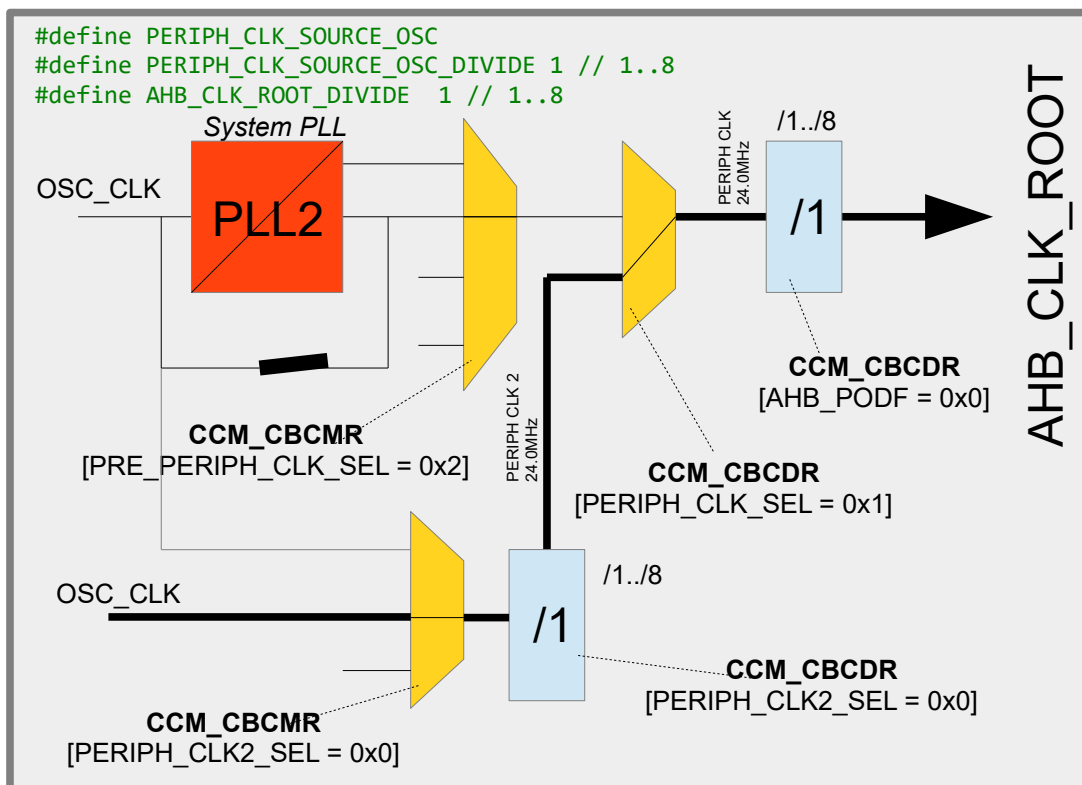 #define PERIPH_CLK_SOURCE_OSC
#define PERIPH_CLK_SOURCE_OSC_DIVIDE 1 // 1..8
#define AHB_CLK_ROOT_DIVIDE  1 // 1..8
System PLL
OSC_CLK
PLL2
PERIPH CLK
24.0MHz
/1../8
/1
AHB_CLK_ROOT
CCM_CBCDR
[AHB_PODF = 0x0]
CCM_CBCMR
[PRE_PERIPH_CLK_SEL = 0x2]
PERIPH CLK 2
24.0MHz
CCM_CBCDR
[PERIPH_CLK_SEL = 0x1]
OSC_CLK
/1
/1../8
CCM_CBCDR
[PERIPH_CLK2_SEL = 0x0]
CCM_CBCMR
[PERIPH_CLK2_SEL = 0x0]